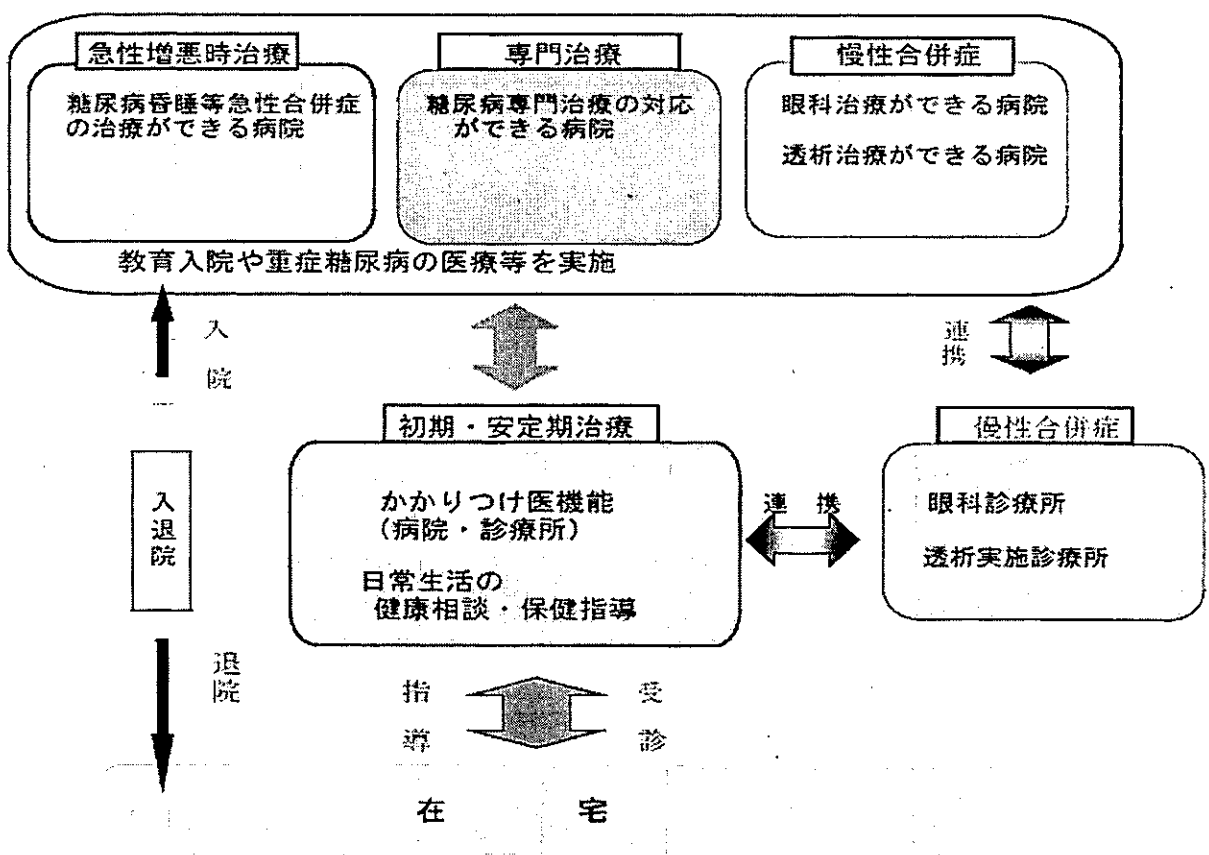 急性増悪時治療
専門治療
慢性合併症
糖尿病昏睡等急性合併症
の治療ができる病院
糖尿病専門治療の対応
ができる病院
眼科治療ができる病院
透析治療ができる病院
教育入院や重症糖尿病の医療等を実施
入院
連携
初期・安定期治療
慢性合併症
かかりつけ医機能
(病院・診療所)
日常生活の
健康相談・保健指導
連携
眼科診療所
透析実施診療所
入退院
退院
指導
受診
在宅